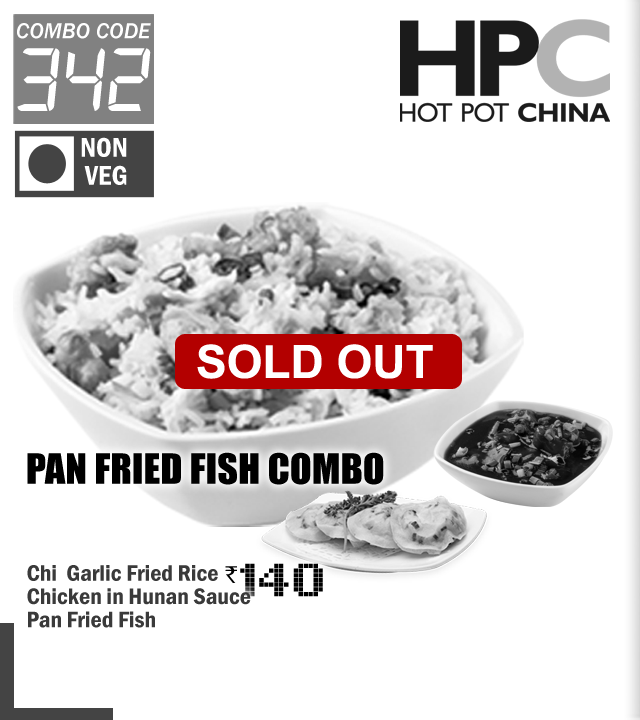 COMBO CODE
342
HPC
HOT POT CHINA
NON
VEG
SOLD OUT
PAN FRIED FISH COMBO
Chi Garlic Fried Rice ₹140
Chicken in Hunan Sauce
Pan Fried Fish